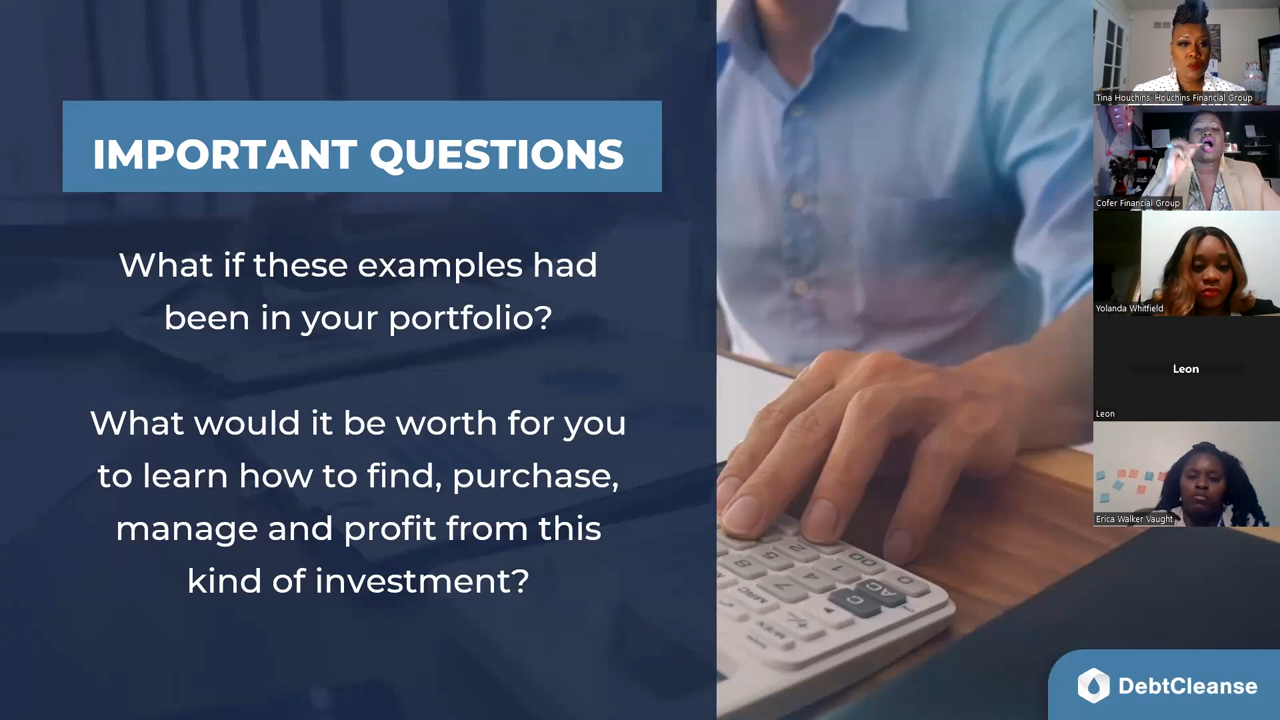 IMPORTANT QUESTIONS
What if these examples had
been in your portfolio?
What would it be worth for you
to learn how to find, purchase,
manage and profit from this
kind of investment?
Tina Houchins, Houchins Financial Group
Cofer Financial Group
Yolanda Whitfield
Leon
Leon
Erica Walker Vaught
DebtCleanse